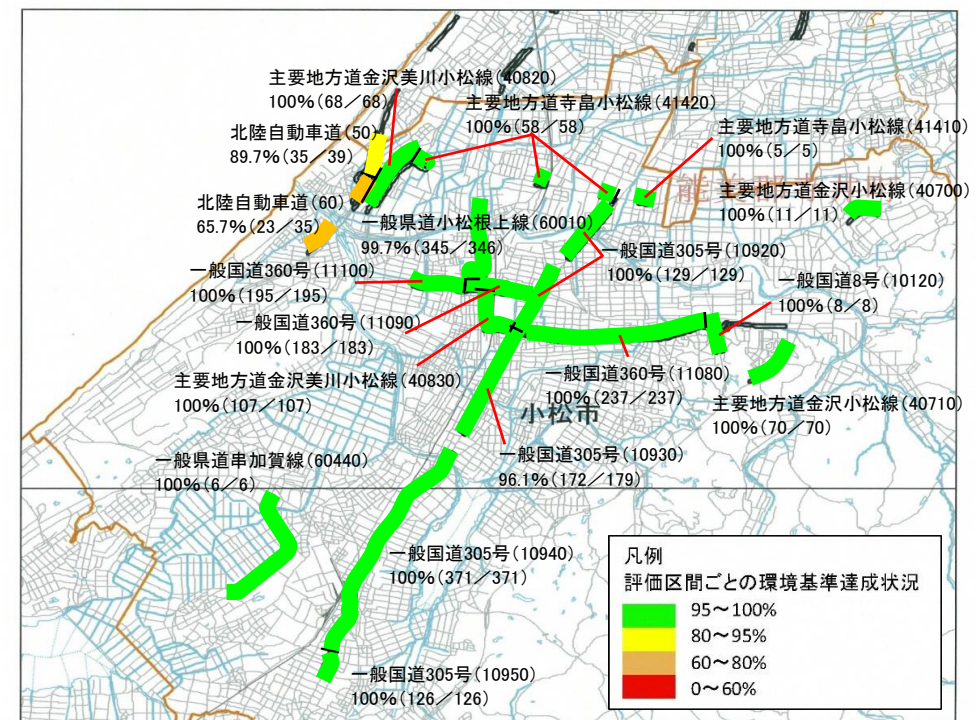 主要地方道金沢美川小松線(40820)
100%(68／68)
主要地方道寺畠小松線(41420)
100%(58／58)
北陸自動車道(50)
89.7%(35／39)
主要地方道寺畠小松線(41410)
100%(5／5)
主要地方道金沢小松線(40700)
100%(11／11)
北陸自動車道(60)
65.7%(23／35)
一般県道小松根上線(60010)
99.7%(345／346)
一般国道305号(10920)
100%(129／129)
一般国道360号(11100)
100%(195／195)
一般国道8号(10120)
100%(8／8)
一般国道360号(11090)
100%(183／183)
主要地方道金沢美川小松線(40830)
100%(107／107)
一般国道360号(11080)
100%(237／237)
主要地方道金沢小松線(40710)
100%(70／70)
小松市
一般国道305号(10930)
96.1%(172／179)
一般県道串加賀線(60440)
100%(6／6)
一般国道305号(10940)
100%(371／371)
一般国道305号(10950)
100%(126／126)
凡例
評価区間ごとの環境基準達成状況
95～100%
80～95%
60～80%
0～60%